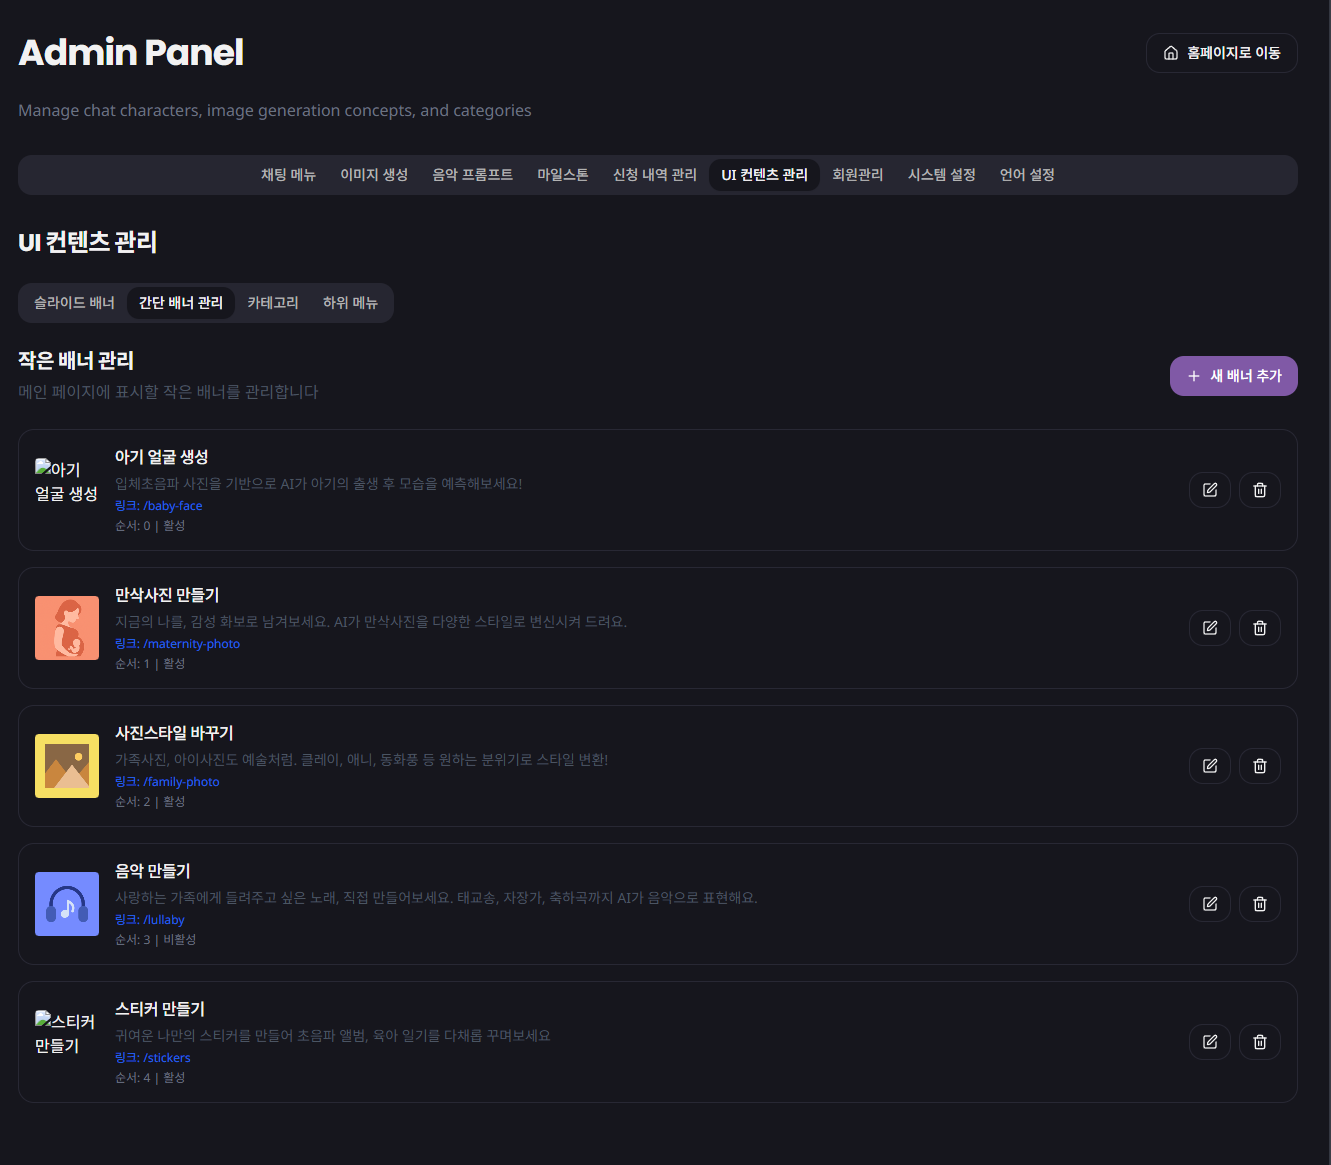 Admin Panel
홈페이지로 이동
Manage chat characters, image generation concepts, and categories
채팅 메뉴 이미지 생성 음악 프롬프트 마일스톤 신청 내역 관리 UI 컨텐츠 관리 회원관리 시스템 설정 언어 설정
UI 컨텐츠 관리
슬라이드 배너 간단 배너 관리 카테고리 하위 메뉴
작은 배너 관리
메인 페이지에 표시할 작은 배너를 관리합니다
새 배너 추가
아기
얼굴 생성
아기 얼굴 생성
입체초음파 사진을 기반으로 AI가 아기의 출생 후 모습을 예측해보세요!
링크: /baby-face
순서: 0 | 활성
만삭사진 만들기
지금의 나를, 감성 화보로 남겨보세요. AI가 만삭사진을 다양한 스타일로 변신시켜 드려요.
링크: /maternity-photo
순서: 1 | 활성
사진스타일 바꾸기
가족사진, 아이사진도 예술처럼. 클레이, 애니, 동화풍 등 원하는 분위기로 스타일 변환!
링크: /family-photo
순서: 2 | 활성
음악 만들기
사랑하는 가족에게 들려주고 싶은 노래, 직접 만들어보세요. 태교송, 자장가, 축하곡까지 AI가 음악으로 표현해요.
링크: /lullaby
순서: 3 | 비활성
스티커
만들기
스티커 만들기
귀여운 나만의 스티커를 만들어 초음파 앨범, 육아 일기를 다채롭 꾸며보세요
링크: /stickers
순서: 4 | 활성